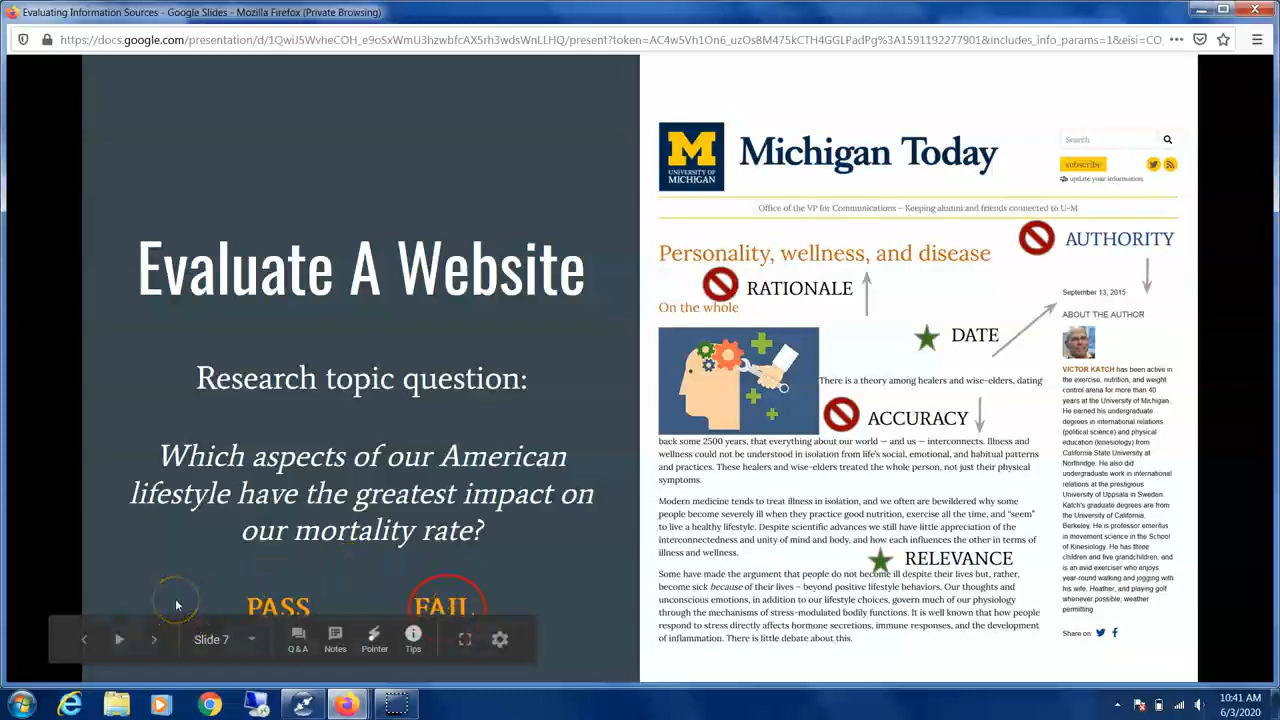 Evaluating Information Sources - Google Slides - Mozilla Firefox (Private Browsing)
https://docs.google.com/presentation/d/1QwiJ5WvheCOH_e9oSxWmU3hzwbfcAX5rh3wdsWnLLHQ/present?token=AC4w5Vh1On6_uzOs8M475kCTH4GGLPadPg%3A1591192277901&includes_info_params=1&eisi=CO_
Evaluate A Website
Research topic question:
Which aspects of our American
lifestyle have the greatest impact on
our mortality rate?
PASS FAIL
Slide 7
Q & A Notes Pointer Tips
M
UNIVERSITY OF
MICHIGAN
Michigan Today
Search
subscribe
update your information.
Office of the VP for Communications – Keeping alumni and friends connected to U-M
AUTHORITY
Personality, wellness, and disease
RATIONALE
On the whole
DATE
There is a theory among healers and wise-elders, dating
ACCURACY
back some 2500 years, that everything about our world — and us — interconnects. Illness and
wellness could not be understood in isolation from life's social, emotional, and habitual patterns
and practices. These healers and wise-elders treated the whole person, not just their physical
symptoms.
Modern medicine tends to treat illness in isolation, and we often are bewildered why some
people become severely ill when they practice good nutrition, exercise all the time, and "seem"
to live a healthy lifestyle. Despite scientific advances we still have little appreciation of the
interconnectedness and unity of mind and body, and how each influences the other in terms of
illness and wellness.
RELEVANCE
Some have made the argument that people do not become ill despite their lives but, rather,
become sick because of their lives – beyond positive lifestyle behaviors. Our thoughts and
unconscious emotions, in addition to our lifestyle choices, govern much of our physiology
through the mechanisms of stress-modulated bodily functions. It is well known that how people
respond to stress directly affects hormone secretions, immune responses, and the development
of inflammation. There is little debate about this.
September 13, 2015
ABOUT THE AUTHOR
VICTOR KATCH has been active in
the exercise, nutrition, and weight
control arena for more than 40
years at the University of Michigan.
He earned his undergraduate
degrees in international relations
(political science) and physical
education (kinesiology) from
California State University at
Northridge. He also did
undergraduate work in international
relations at the presligious
University of Uppsala in Sweden.
Katch's graduate degrees are from
the University of California,
Berkeley. He is professor emeritus
in movement science in the School
of Kinesiology. He has three
children and five grandchildren, and
is an avid exerciser who enjoys
year-round walking and jogging with
his wife, Heather, and playing golf
whenever possible, weather
permitting
Share on:
10:41 AM
6/3/2020